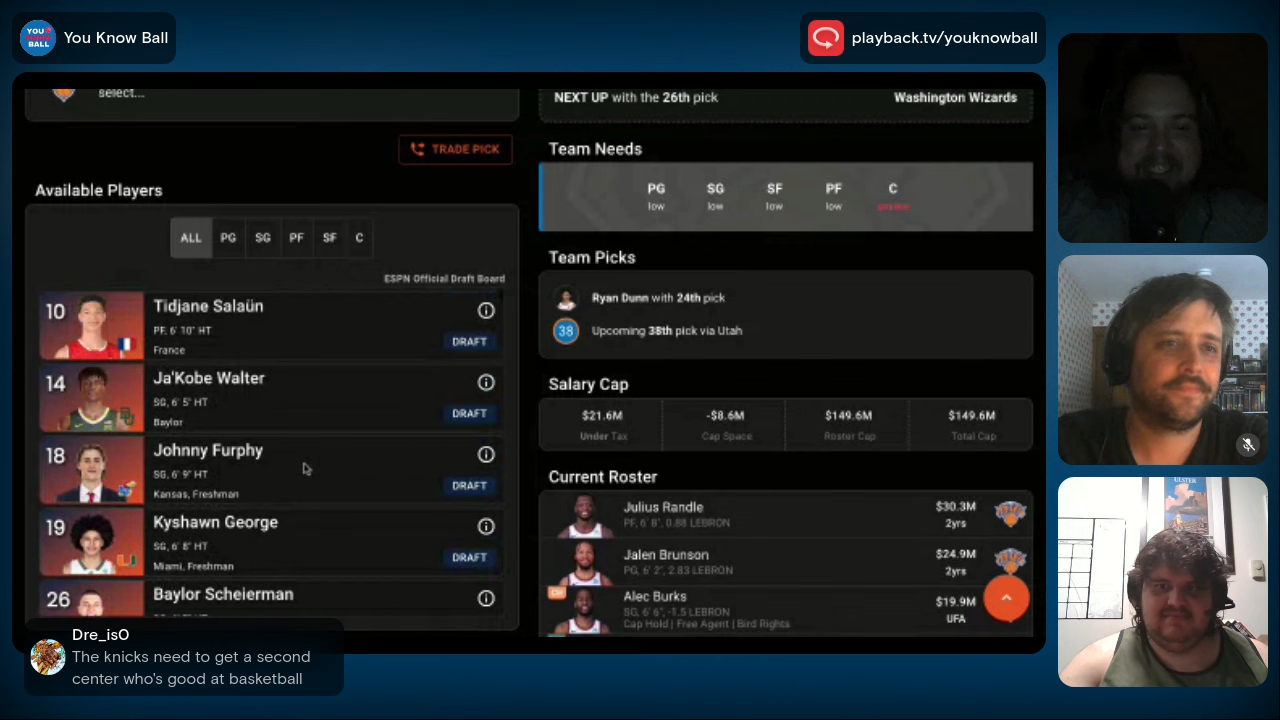 YOU
KNOW
BALL
You Know Ball
playback.tv/youknowball
select...
NEXT UP with the 26th pick
Washington Wizards
TRADE PICK
Available Players
ALL PG SG PF SF C
ESPN Official Draft Board
10
Tidjane Salaün
PF, 6' 10" HT
France
DRAFT
14
Ja'Kobe Walter
SG, 6' 5" HT
Baylor
DRAFT
18
Johnny Furphy
SG, 6' 9" HT
Kansas, Freshman
DRAFT
19
Kyshawn George
SG, 6' 8" HT
Miami, Freshman
DRAFT
26
Baylor Scheierman
Team Needs
PG SG SF PF C
low low low low
Team Picks
Ryan Dunn with 24th pick
38 Upcoming 38th pick via Utah
Salary Cap
$21.6M -$8.6M $149.6M $149.6M
Under Tax Cap Space Roster Cap Total Cap
Current Roster
Julius Randle
PF, 6' 8", 0.88 LEBRON
$30.3M
2yrs
Jalen Brunson
PG, 6' 2", 2.83 LEBRON
$24.9M
2yrs
Alec Burks
SG, 6' 6", -1.5 LEBRON
Cap Hold | Free Agent | Bird Rights
$19.9M
UFA
Dre_isO
The knicks need to get a second
center who's good at basketball
ULSTER